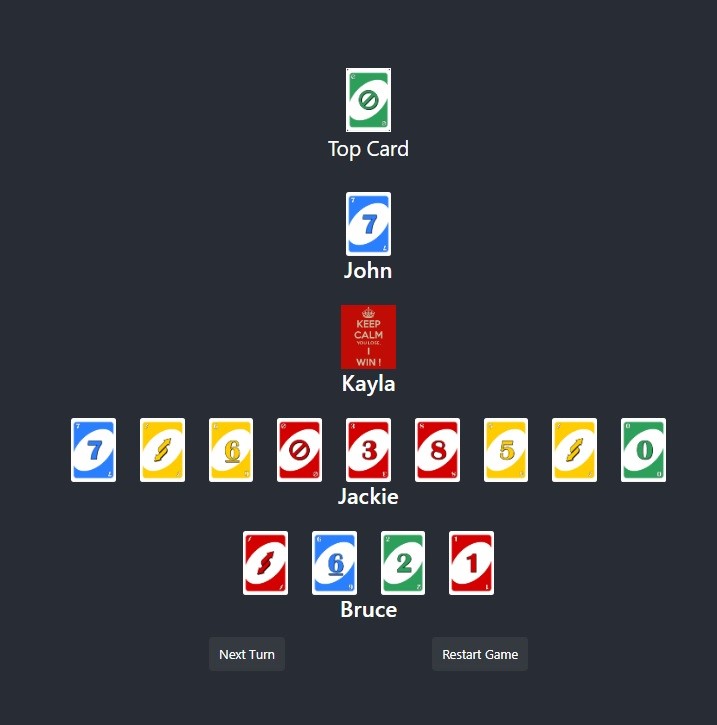 Top Card
7
John
KEEP
CALM
YOU LOSE,
I
WIN !
Kayla
7 6 3 8 5 0
Jackie
6 2 1
Bruce
Next Turn Restart Game